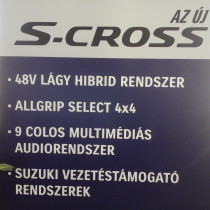 AZ ÚJ
S-CROSS
• 48V LÁGY HIBRID RENDSZER
• ALLGRIP SELECT 4x4
• 9 COLOS MULTIMÉDIÁS
AUDIORENDSZER
• SUZUKI VEZETÉSTÁMOGATÓ
RENDSZEREK